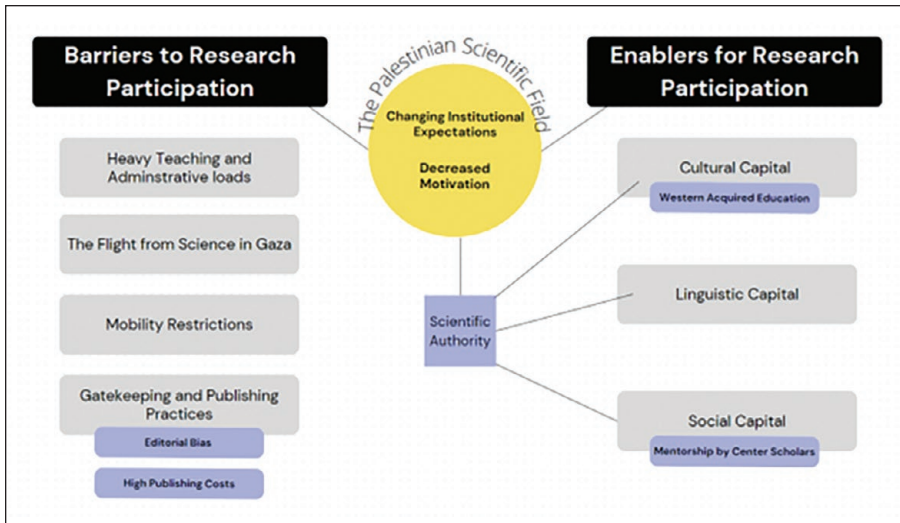 Barriers to Research
Participation
Heavy Teaching and
Adminstrative loads
The Flight from Science in Gaza
Mobility Restrictions
Gatekeeping and Publishing
Practices
Editorial Bias
High Publishing Costs
The Palestinian Scientific Field
Changing Institutional
Expectations
Decreased
Motivation
Scientific
Authority
Enablers for Research
Participation
Cultural Capital
Western Acquired Education
Linguistic Capital
Social Capital
Mentorship by Center Scholars